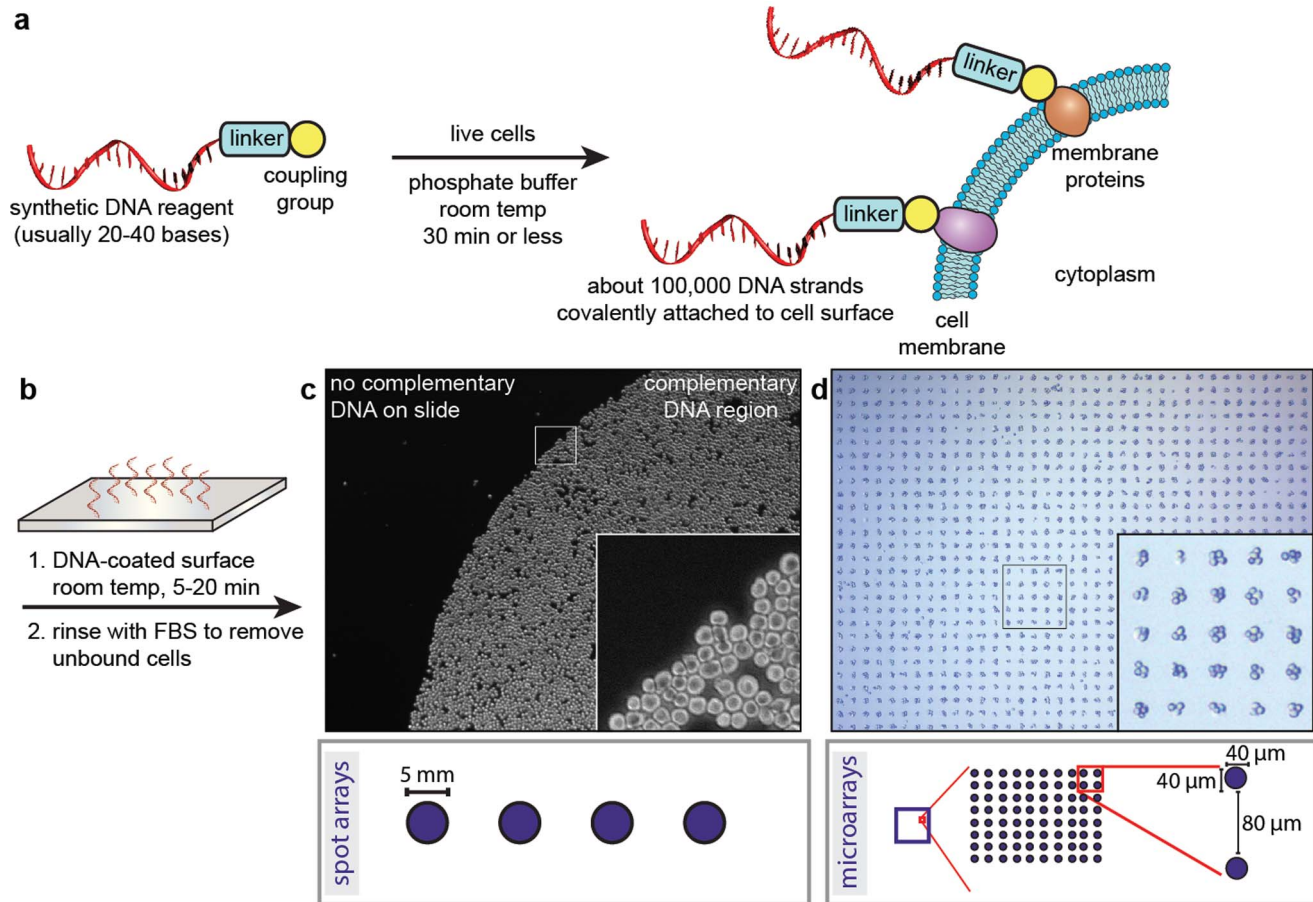 a
linker
coupling
group
synthetic DNA reagent
(usually 20-40 bases)
live cells
phosphate buffer
room temp
30 min or less
linker
membrane
proteins
linker
about 100,000 DNA strands
covalently attached to cell surface
cytoplasm
cell
membrane
b
1. DNA-coated surface
room temp, 5-20 min
2. rinse with FBS to remove
unbound cells
c
no complementary
DNA on slide
complementary
DNA region
d
spot arrays
5 mm
microarrays
40 μm
40 μm
80 μm